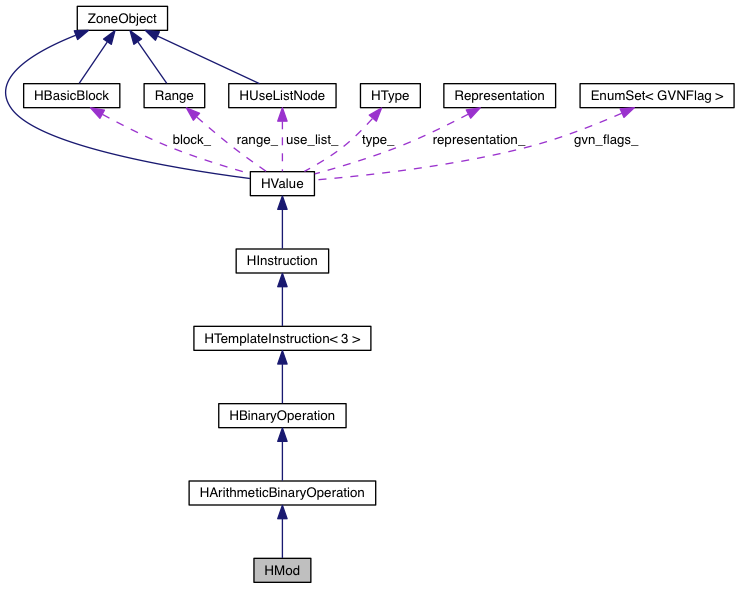 ZoneObject
HBasicBlock
Range
HUseListNode
HType
Representation
EnumSet< GVNFlag >
block_
range_
use_list_
type_
representation_
gvn_flags_
HValue
HInstruction
HTemplateInstruction< 3 >
HBinaryOperation
HArithmeticBinaryOperation
HMod